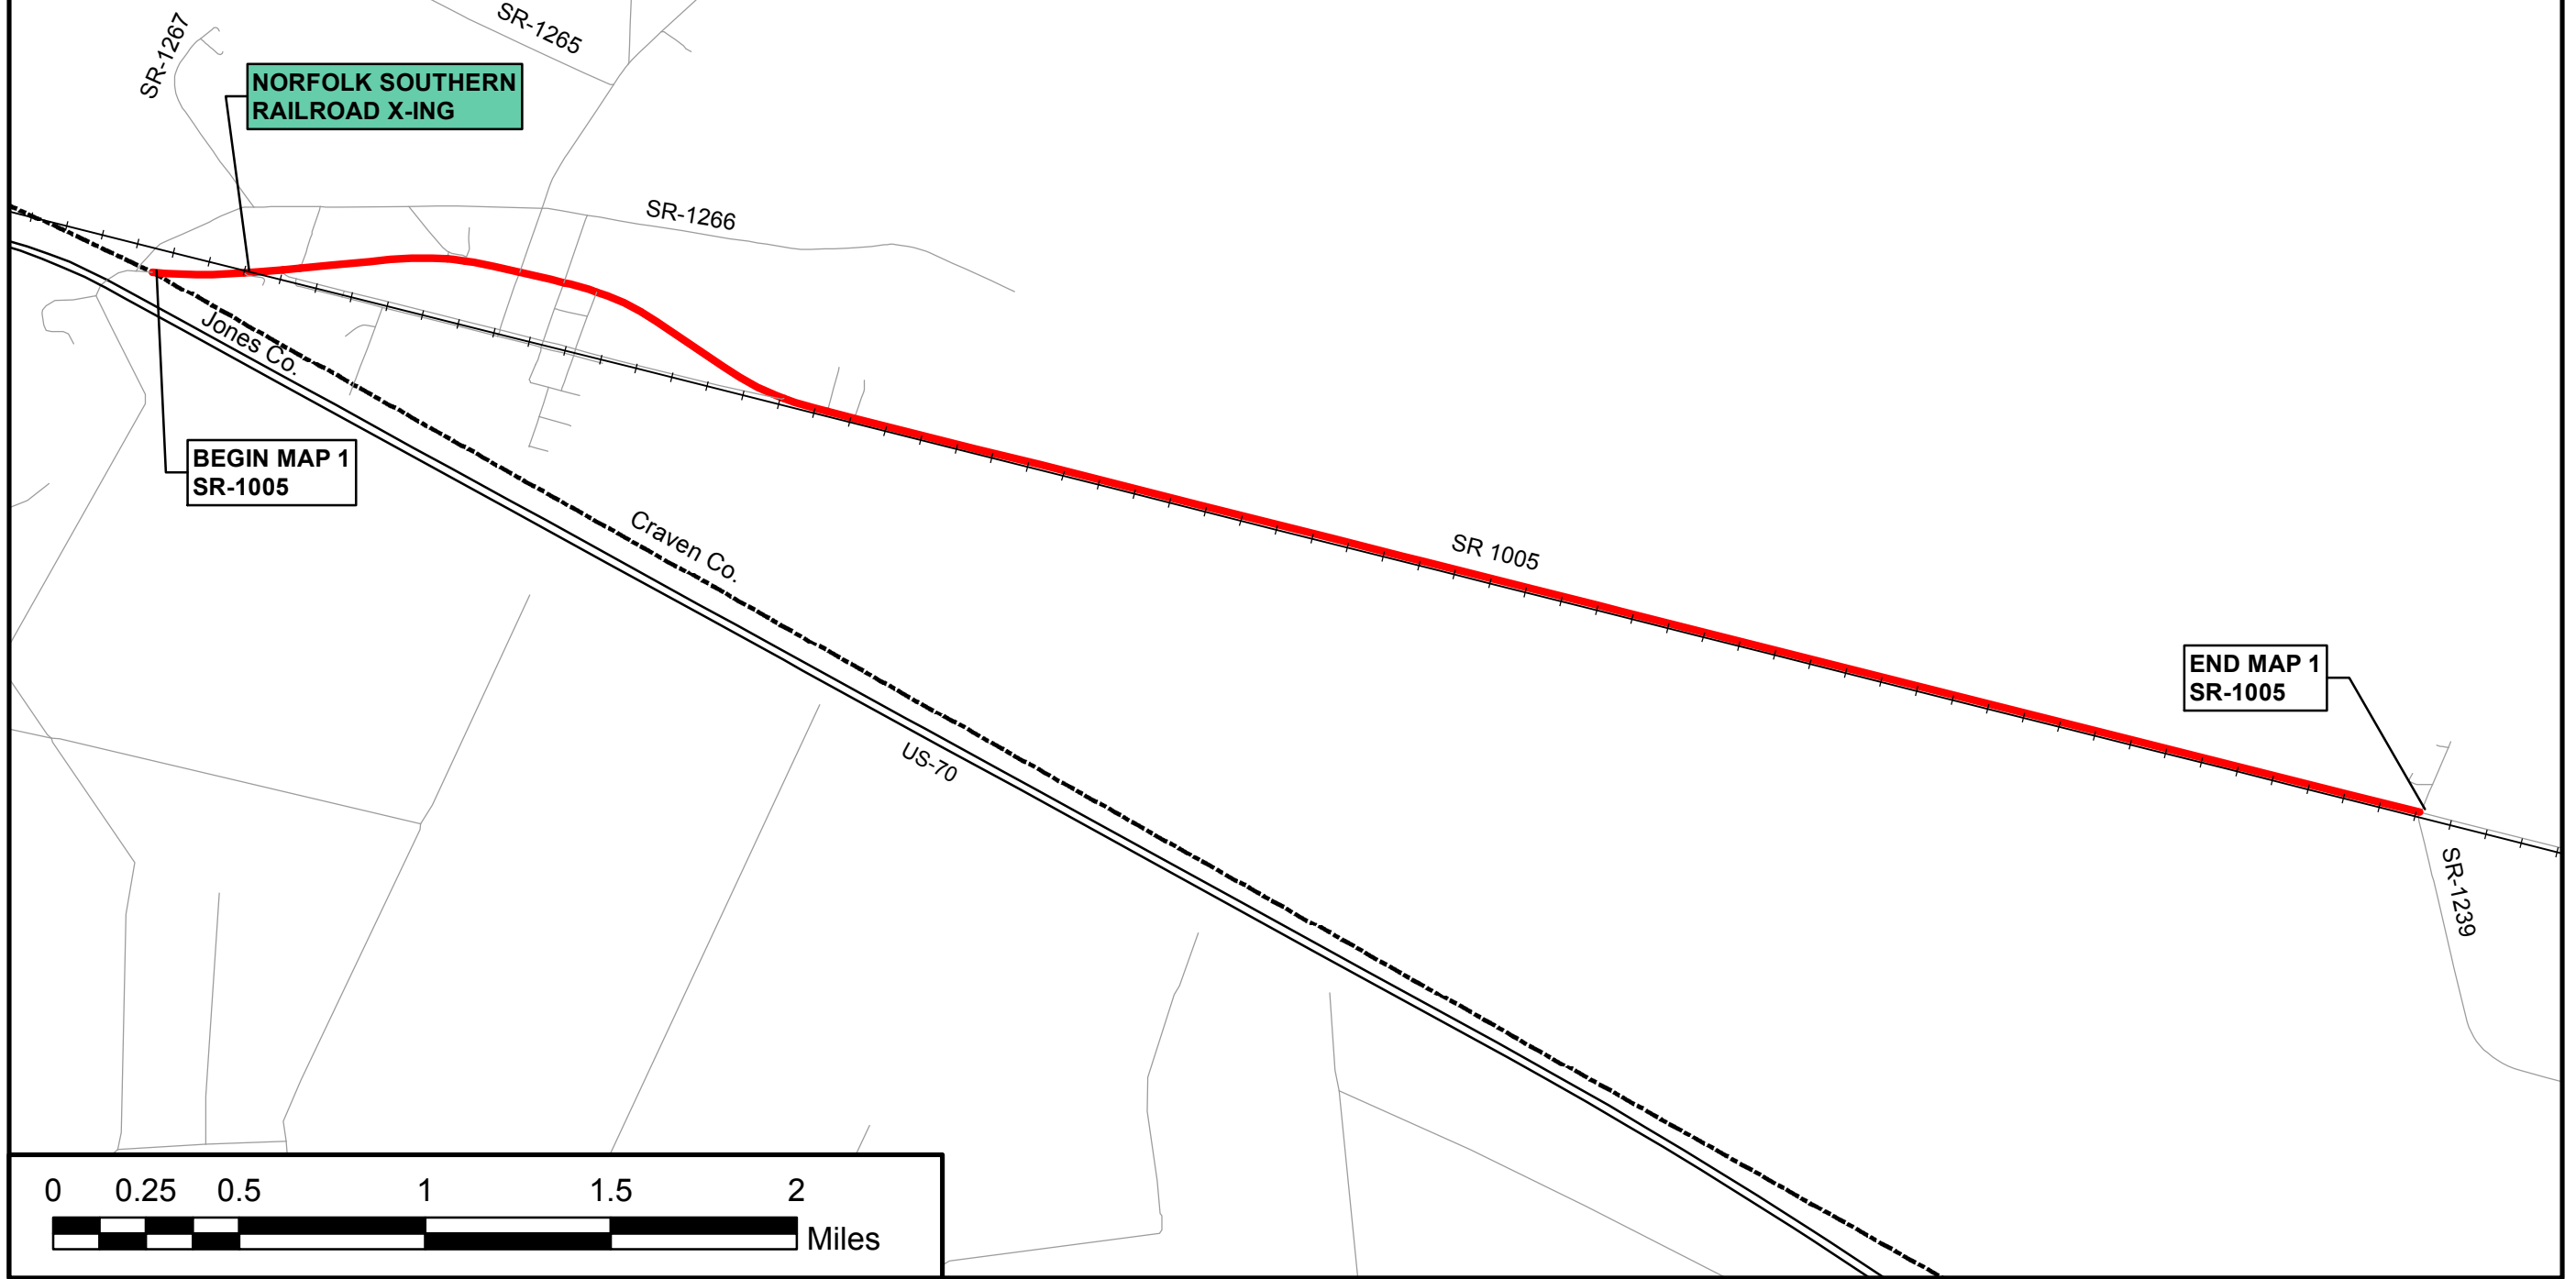 SR-1267
SR-1265
NORFOLK SOUTHERN
RAILROAD X-ING
SR-1266
Jones Co.
BEGIN MAP 1
SR-1005
Craven Co.
SR 1005
END MAP 1
SR-1005
US-70
SR-1239
0 0.25 0.5 1 1.5 2
Miles